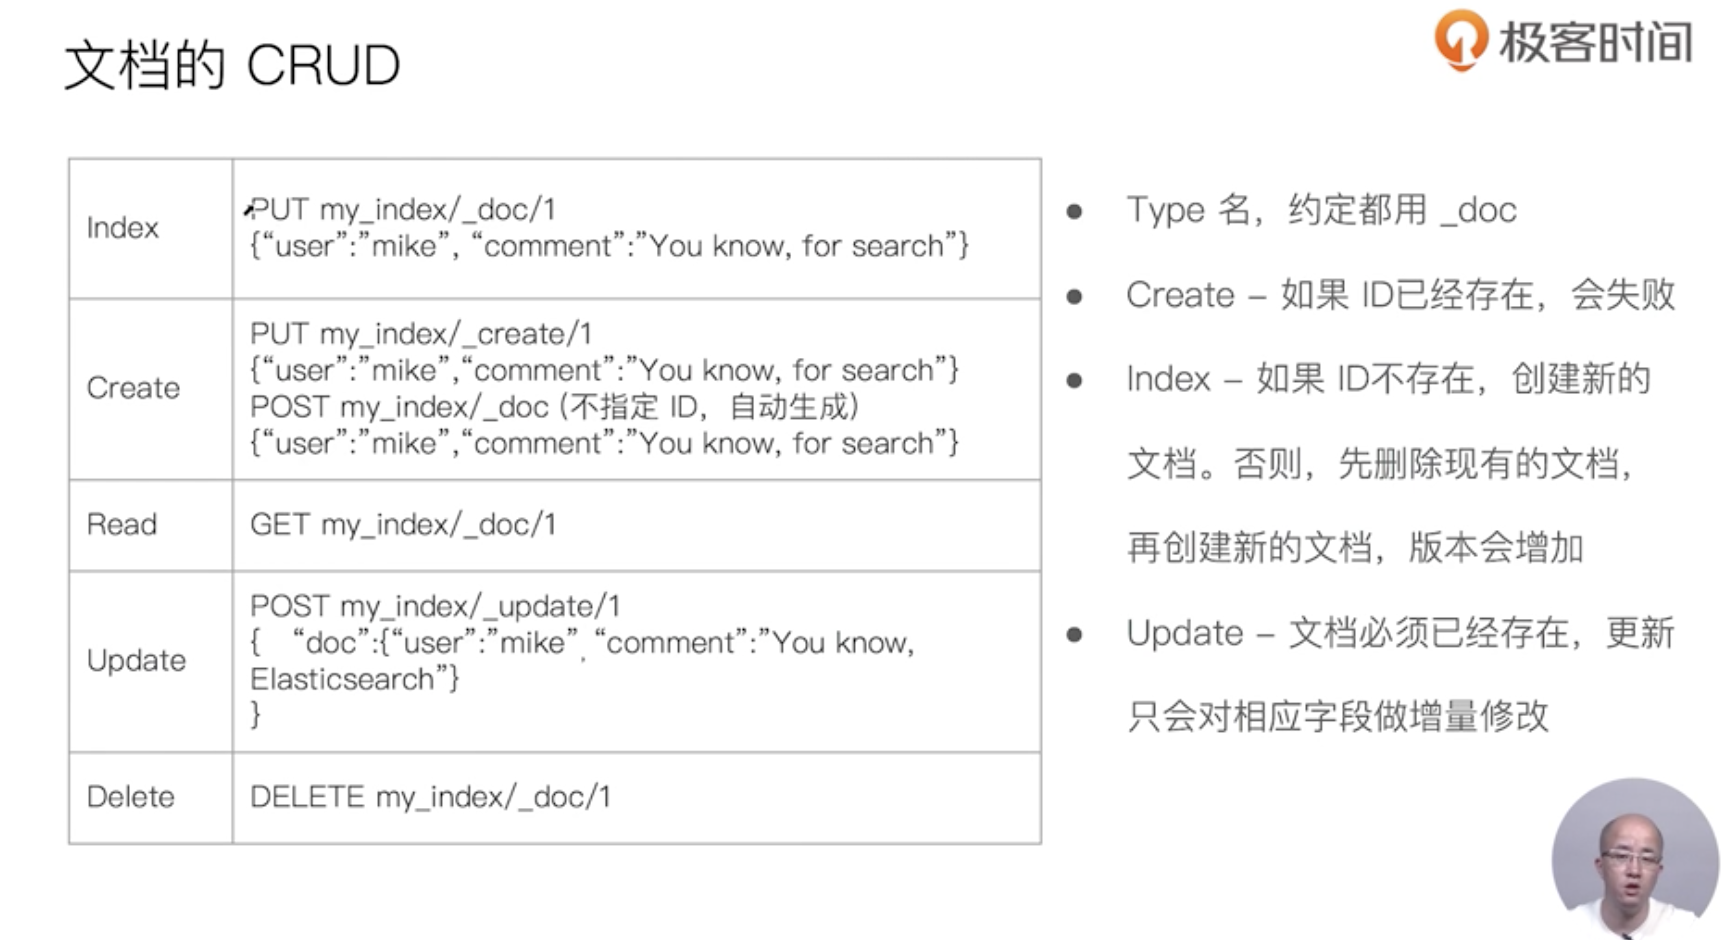 文档的 CRUD
极客时间
Index
PUT my_index/_doc/1
{“user”:”mike”, “comment”:”You know, for search”}
Create
PUT my_index/_create/1
{“user”:”mike”,“comment”:”You know, for search”}
POST my_index/_doc (不指定 ID，自动生成)
{“user”:”mike”,“comment”:”You know, for search”}
Read
GET my_index/_doc/1
Update
POST my_index/_update/1
{ “doc”:{“user”:”mike”,“comment”:”You know,
Elasticsearch”}
}
Delete
DELETE my_index/_doc/1
● Type 名，约定都用 _doc
● Create – 如果 ID已经存在，会失败
● Index – 如果 ID不存在，创建新的
文档。否则，先删除现有的文档，
再创建新的文档，版本会增加
● Update – 文档必须已经存在，更新
只会对相应字段做增量修改